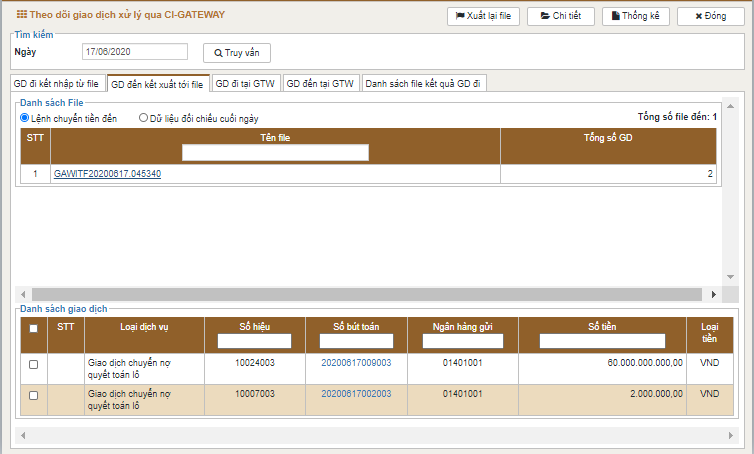 Theo dõi giao dịch xử lý qua CI-GATEWAY
Xuất lại file
Chi tiết
Thống kê
Đóng
Tìm kiếm
Ngày
17/06/2020
Truy vấn
GD đi kết nhập từ file
GD đến kết xuất tới file
GD đi tại GTW
GD đến tại GTW
Danh sách file kết quả GD đi
Danh sách File
Lệnh chuyển tiền đến
Dữ liệu đối chiếu cuối ngày
Tổng số file đến: 1
STT Tên file Tổng số GD
1 GAWITF20200617.045340 2
Danh sách giao dịch
STT Loại dịch vụ Số hiệu Số bút toán Ngân hàng gửi Số tiền Loại
tiền
Giao dịch chuyển nợ 10024003 20200617009003 01401001 60.000.000.000,00 VND
quyết toán lô
Giao dịch chuyển nợ 10007003 20200617002003 01401001 2.000.000,00 VND
quyết toán lô